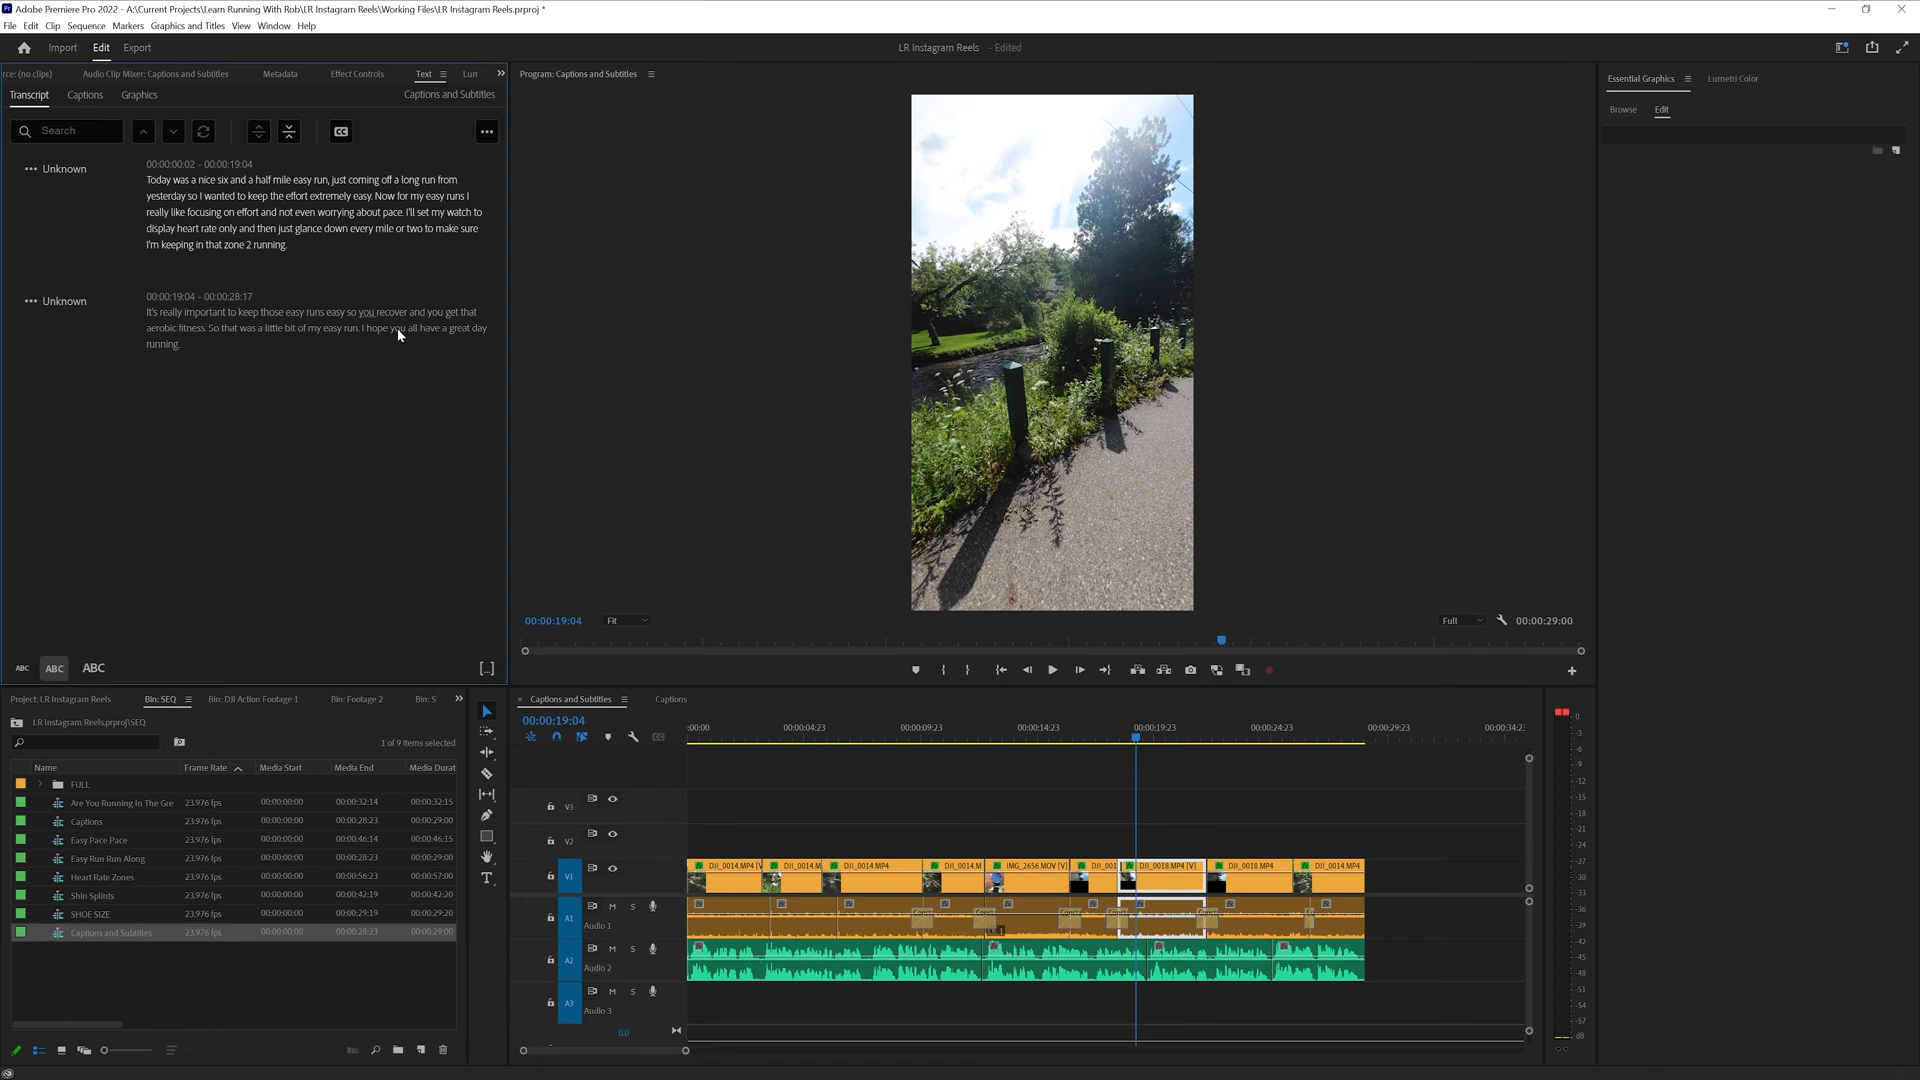 Adobe Premiere Pro 2022 - A:\Current Projects\Learn Running With Rob\LR Instagram Reels\Working Files\LR Instagram Reels.prproj *
File Edit Clip Sequence Markers Graphics and Titles View Window Help
Import Edit Export
LR Instagram Reels - Edited
rce: (no clips) Audio Clip Mixer: Captions and Subtitles Metadata Effect Controls Text Lun
Program: Captions and Subtitles
Essential Graphics Lumetri Color
Transcript Captions Graphics Captions and Subtitles
Browse Edit
Search
Unknown
00:00:00:02 - 00:00:19:04
Today was a nice six and a half mile easy run, just coming off a long run from
yesterday so I wanted to keep the effort extremely easy. Now for my easy runs I
really like focusing on effort and not even worrying about pace. I'll set my watch to
display heart rate only and then just glance down every mile or two to make sure
I'm keeping in that zone 2 running.
Unknown
00:00:19:04 - 00:00:28:17
It's really important to keep those easy runs easy so you recover and you get that
aerobic fitness. So that was a little bit of my easy run. I hope you all have a great day
running.
ABC ABC ABC
00:00:19:04 Fit Full 00:00:29:00
Project: LR Instagram Reels Bin: SEQ Bin: DJI Action Footage 1 Bin: Footage 2 Bin: S
LR Instagram Reels.prproj\SEQ
1 of 9 items selected
Name Frame Rate Media Start Media End Media Durat
FULL
Are You Running In The Gre 23.976 fps 00:00:00:00 00:00:32:14 00:00:32:15
Captions 23.976 fps 00:00:00:00 00:00:28:23 00:00:29:00
Easy Pace Pace 23.976 fps 00:00:00:00 00:00:46:14 00:00:46:15
Easy Run Run Along 23.976 fps 00:00:00:00 00:00:28:23 00:00:29:00
Heart Rate Zones 23.976 fps 00:00:00:00 00:00:56:23 00:00:57:00
Shin Splints 23.976 fps 00:00:00:00 00:00:42:19 00:00:42:20
SHOE SIZE 23.976 fps 00:00:00:00 00:00:29:19 00:00:29:20
Captions and Subtitles 23.976 fps 00:00:00:00 00:00:28:23 00:00:29:00
Captions and Subtitles Captions
00:00:19:04
:00:00 00:00:04:23 00:00:09:23 00:00:14:23 00:00:19:23 00:00:24:23 00:00:29:23 00:00:34:2
V3
V2
V1 DJI_0014.MP4 [V DJI_0014.M DJI_0014.MP4 DJI_0014.M IMG_2656.MOV [V] DJI_001 DJI_0018.MP4 [V] DJI_0018.MP4 DJI_0014.MP4
A1 M S
Audio 1
A2 M S
Audio 2
A3 M S
Audio 3
0.0
0
-3
-6
-9
-12
-15
-18
-21
-24
-27
-30
-33
-36
-39
-42
-45
-48
-51
-54
-57
dB